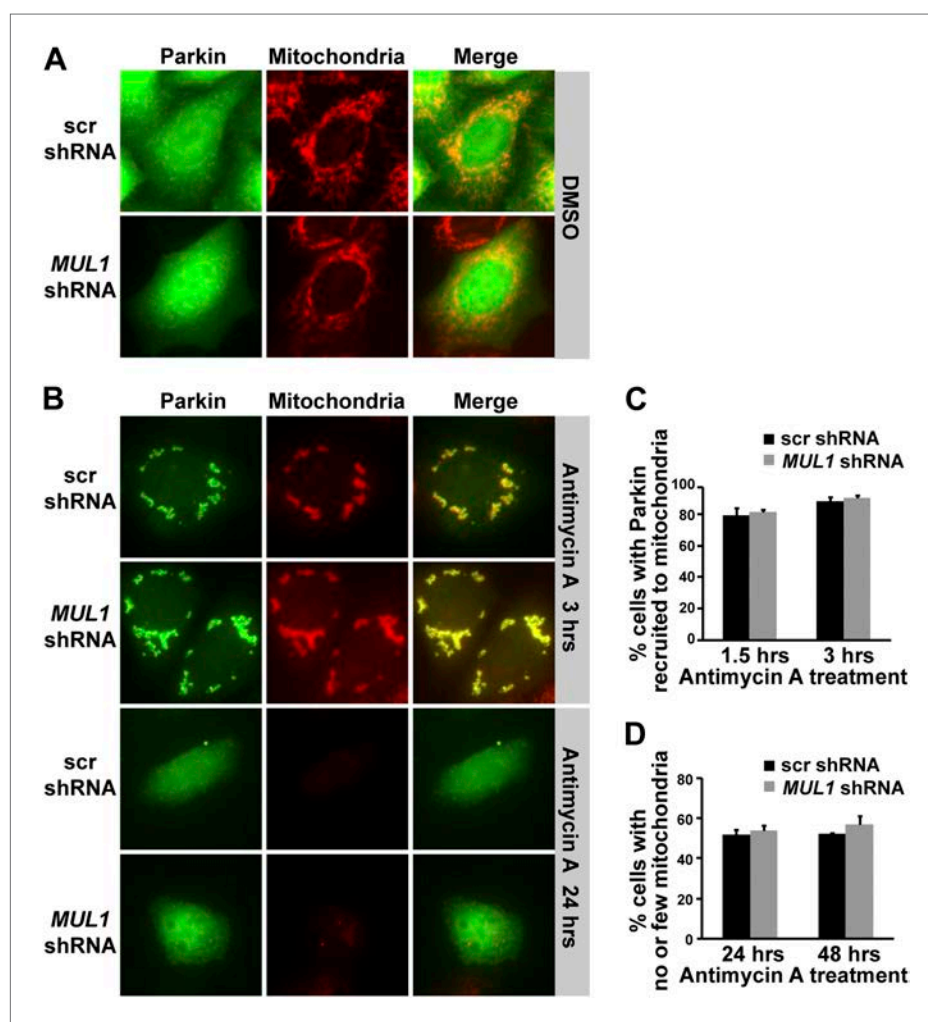 A
Parkin Mitochondria Merge
scr
shRNA
MUL1
shRNA
DMSO
B
Parkin Mitochondria Merge
scr
shRNA
MUL1
shRNA
Antimycin A 3 hrs
scr
shRNA
MUL1
shRNA
Antimycin A 24 hrs
C
scr shRNA
MUL1 shRNA
% cells with Parkin
recruited to mitochondria
100
80
60
40
20
0
1.5 hrs 3 hrs
Antimycin A treatment
D
scr shRNA
MUL1 shRNA
% cells with
no or few mitochondria
80
60
40
20
0
24 hrs 48 hrs
Antimycin A treatment